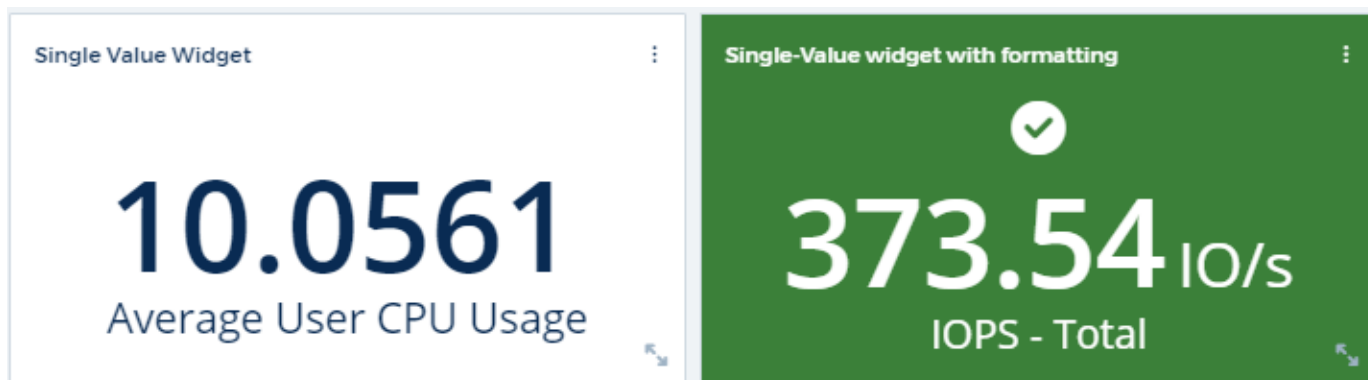 Single Value Widget
10.0561
Average User CPU Usage
Single-Value widget with formatting
373.54 IO/s
IOPS - Total